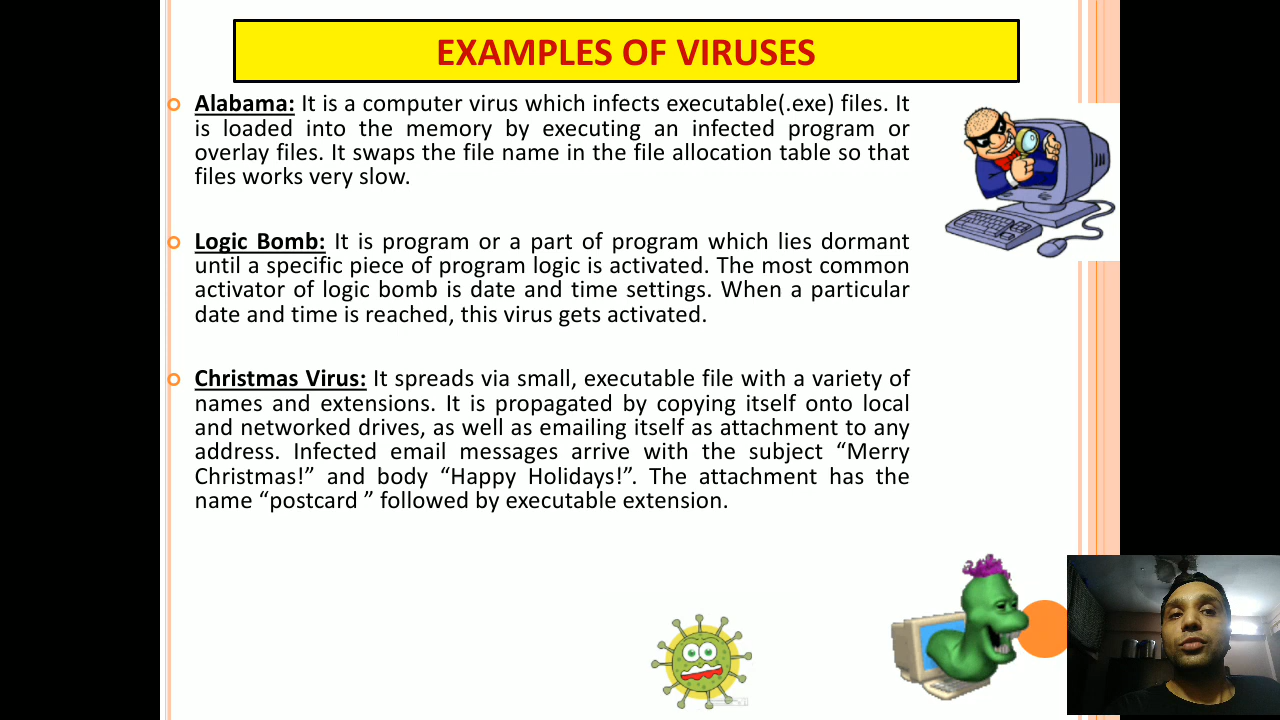 EXAMPLES OF VIRUSES
Alabama: It is a computer virus which infects executable(.exe) files. It
is loaded into the memory by executing an infected program or
overlay files. It swaps the file name in the file allocation table so that
files works very slow.
Logic Bomb: It is program or a part of program which lies dormant
until a specific piece of program logic is activated. The most common
activator of logic bomb is date and time settings. When a particular
date and time is reached, this virus gets activated.
Christmas Virus: It spreads via small, executable file with a variety of
names and extensions. It is propagated by copying itself onto local
and networked drives, as well as emailing itself as attachment to any
address. Infected email messages arrive with the subject “Merry
Christmas!” and body “Happy Holidays!”. The attachment has the
name “postcard ” followed by executable extension.